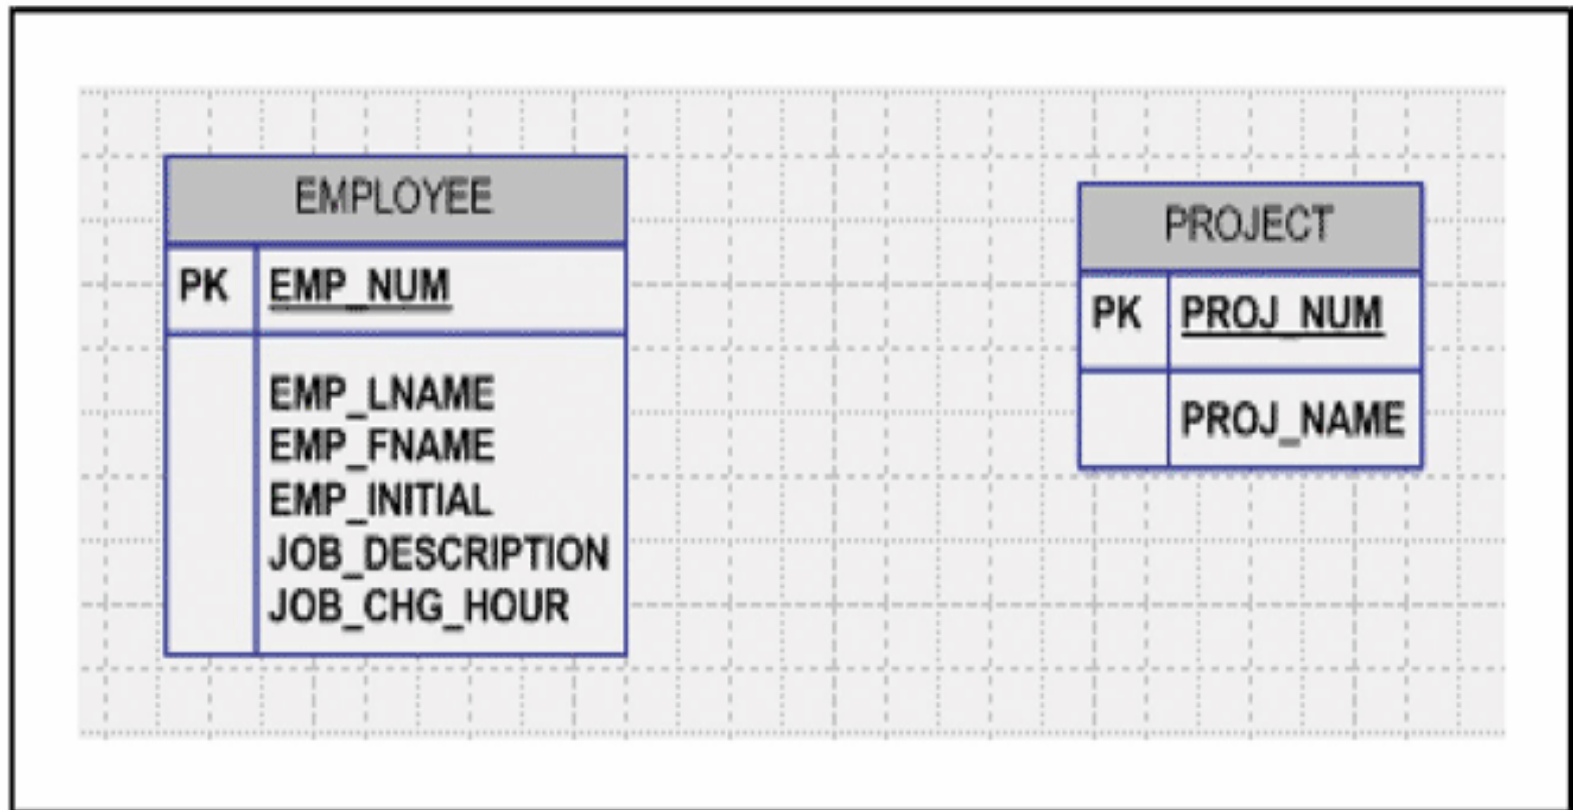 EMPLOYEE
PK EMP_NUM
EMP_LNAME
EMP_FNAME
EMP_INITIAL
JOB_DESCRIPTION
JOB_CHG_HOUR
PROJECT
PK PROJ_NUM
PROJ_NAME